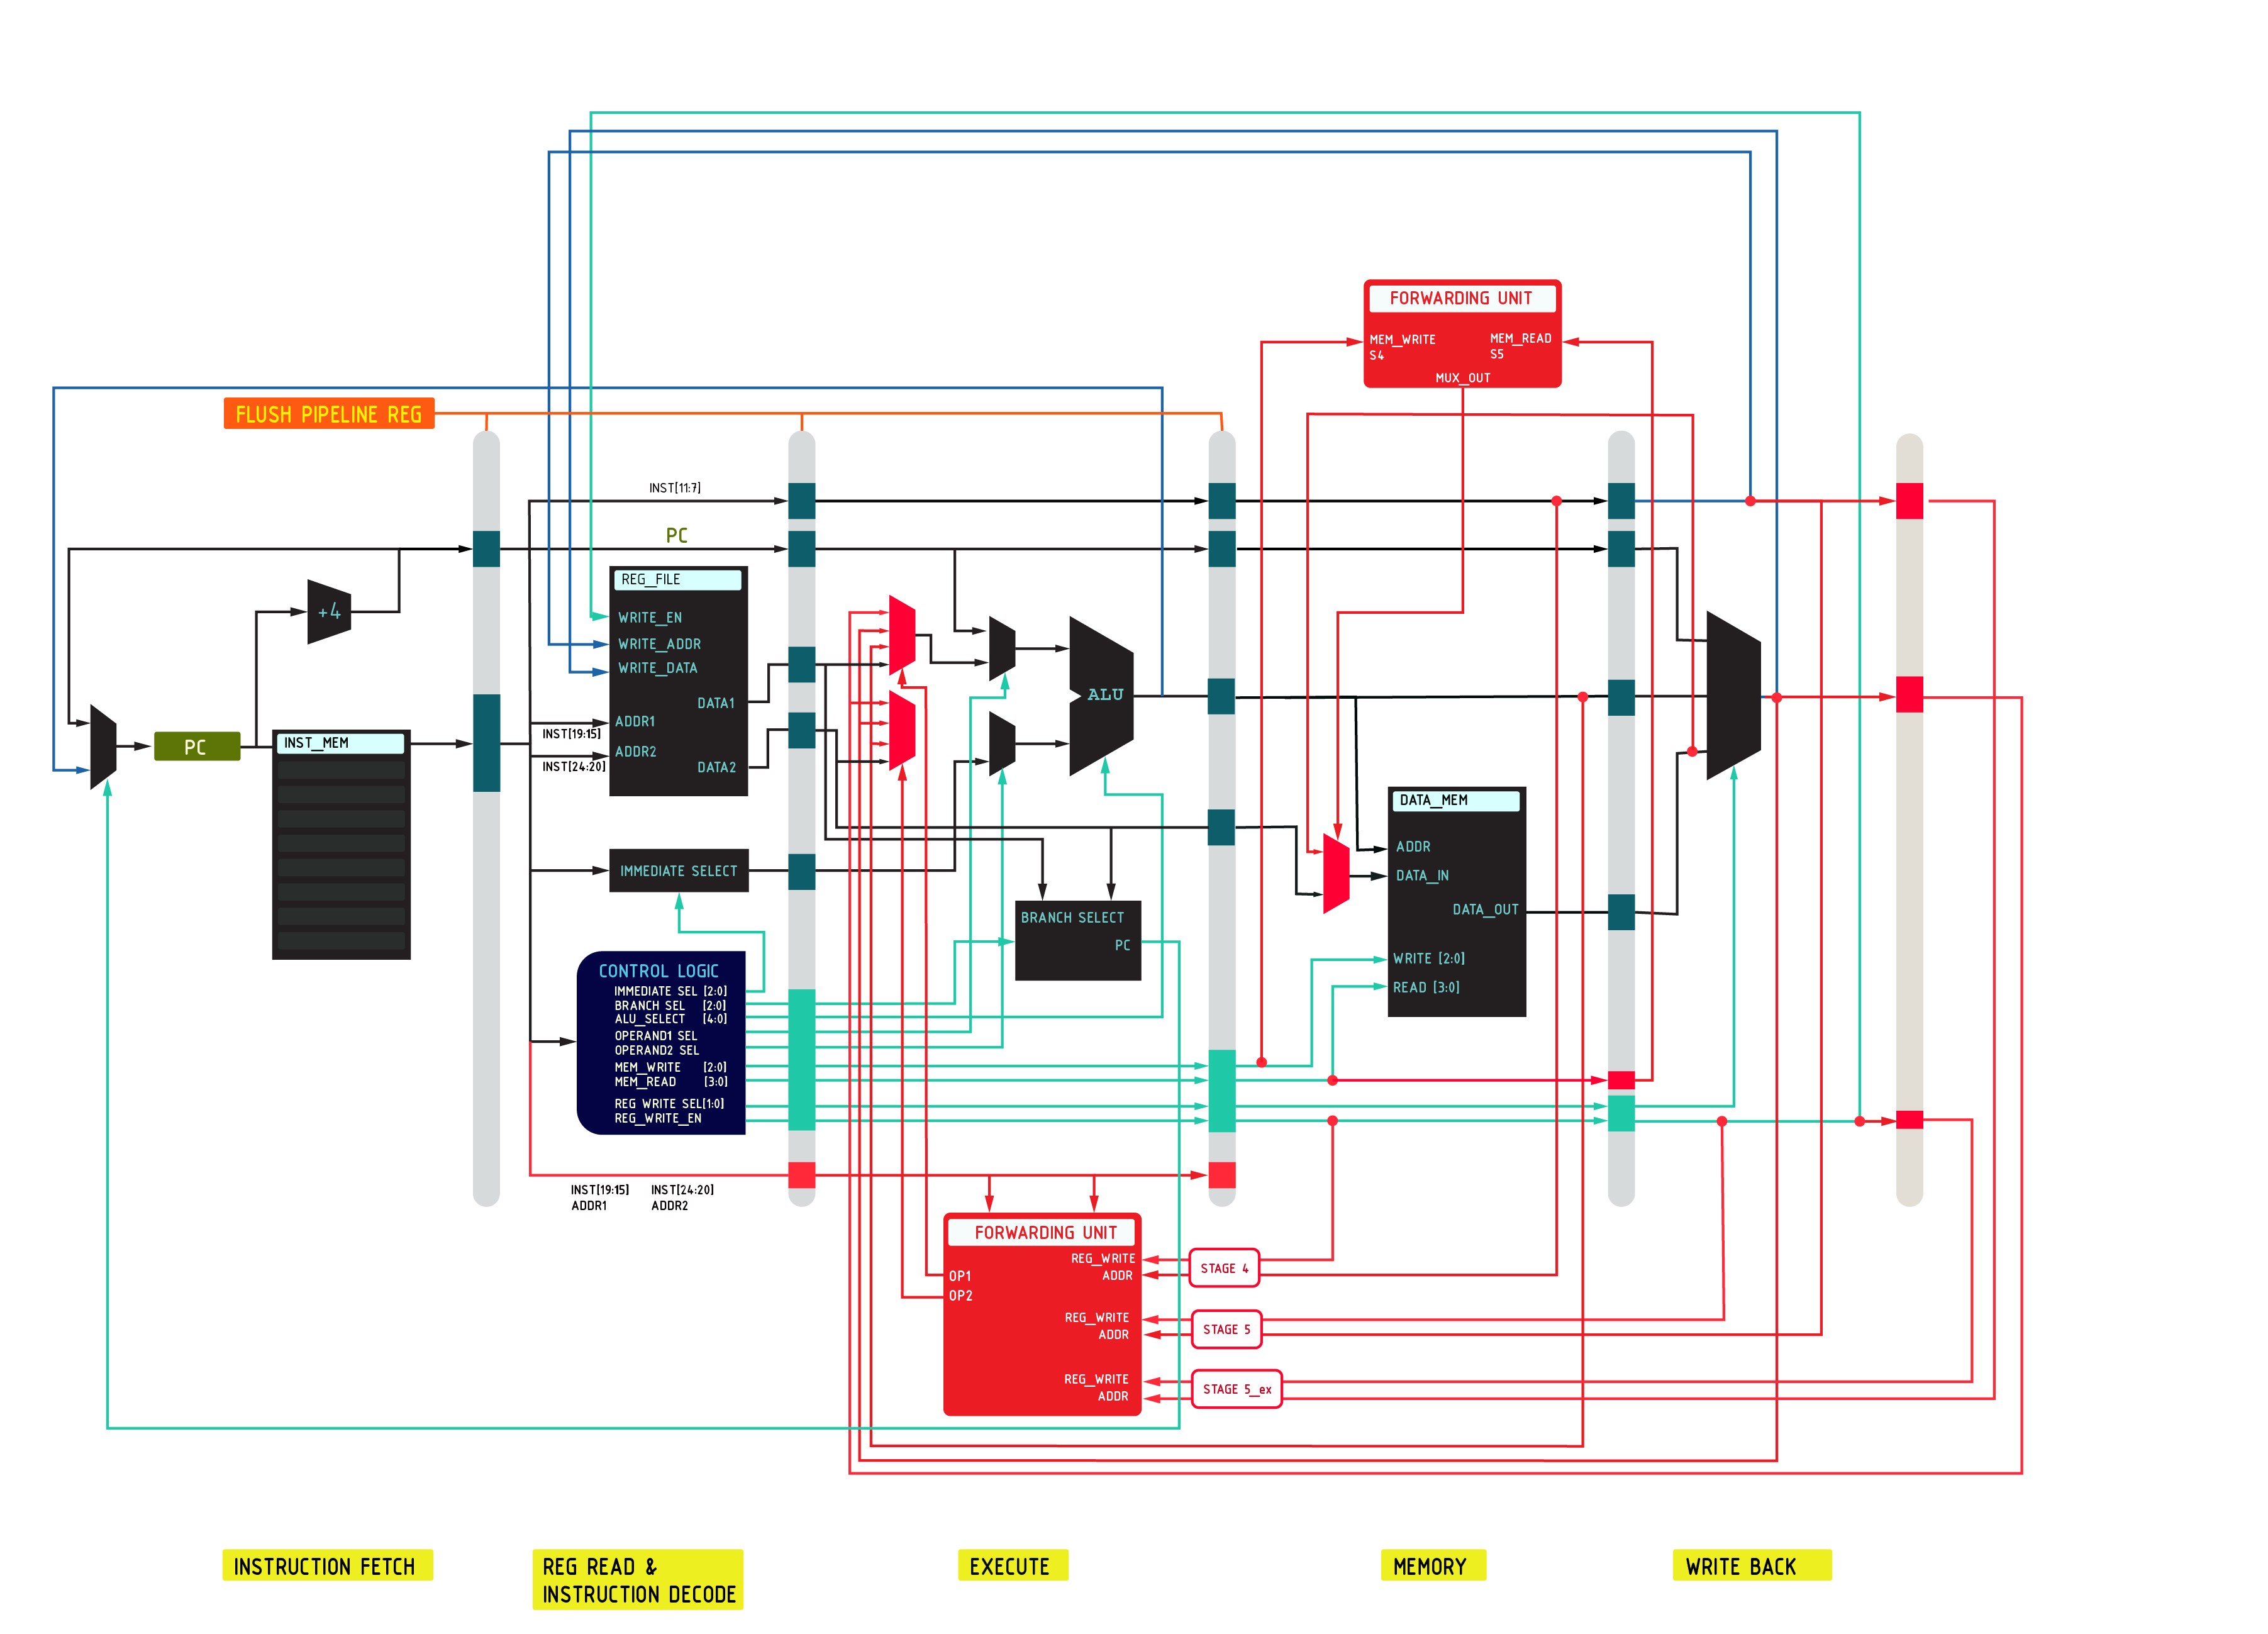 FORWARDING UNIT
MEM_WRITE
S4
MEM_READ
S5
MUX_OUT
FLUSH PIPELINE REG
INST[11:7]
PC
REG_FILE
WRITE_EN
WRITE_ADDR
WRITE_DATA
DATA1
ADDR1
INST[19:15]
ADDR2
INST[24:20]
DATA2
+4
PC
INST_MEM
ALU
DATA_MEM
ADDR
DATA_IN
DATA_OUT
WRITE [2:0]
READ [3:0]
IMMEDIATE SELECT
BRANCH SELECT
PC
CONTROL LOGIC
IMMEDIATE SEL [2:0]
BRANCH SEL [2:0]
ALU_SELECT [4:0]
OPERAND1 SEL
OPERAND2 SEL
MEM_WRITE [2:0]
MEM_READ [3:0]
REG WRITE SEL[1:0]
REG_WRITE_EN
INST[19:15] INST[24:20]
ADDR1 ADDR2
FORWARDING UNIT
REG_WRITE
ADDR
STAGE 4
OP1
OP2
REG_WRITE
ADDR
STAGE 5
REG_WRITE
ADDR
STAGE 5_ex
INSTRUCTION FETCH
REG READ &
INSTRUCTION DECODE
EXECUTE
MEMORY
WRITE BACK